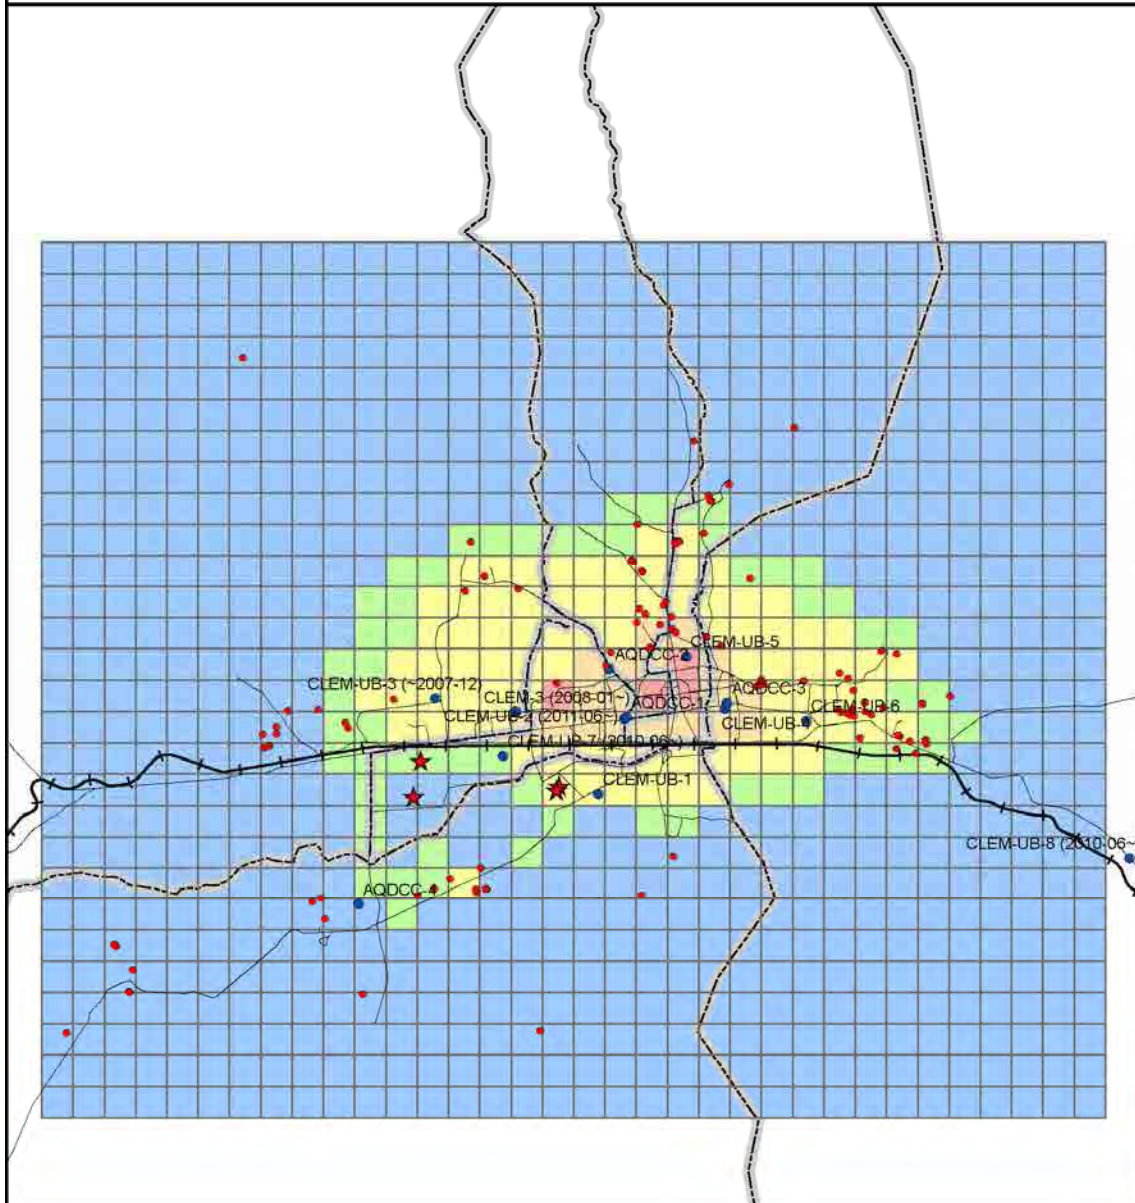 CLEM-UB-5
AQDCC-2
CLEM-UB-3 (~2007-12)
AQDCC-3
CLEM-3 (2008-01~)
AQDCC-1
CLEM-UB-6
CLEM-UB-2 (2011-06~)
CLEM-UB-4
CLEM-UB-7 (2010-06~)
CLEM-UB-1
CLEM-UB-8 (2010-06~
AQDCC-4